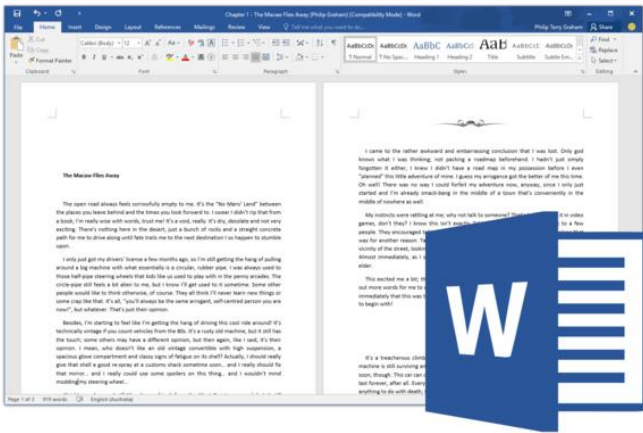 Chapter 1 - The Macaw Flies Away (Philip Graham) [Compatibility Mode] - Word
File Home Insert Design Layout References Mailings Review View Tell me what you want to do... Philip Terry Graham Share
Cut
Copy
Format Painter
Paste
Calibri (Body) 12
AaBbCcDc AaBbCcDc AaBbC AaBbCcI AaB AaBbCcD AaBbCcDc
Normal No Spac... Heading 1 Heading 2 Title Subtitle Subtle Em...
Find
Replace
Select
Clipboard Font Paragraph Styles Editing
The Macaw Flies Away
The open road always feels sorrowfully empty to me. It's the "No Mans' Land" between
the places you leave behind and the times you look forward to. I swear I didn't rip that from
a book; I'm really wise with words, trust me! It's a void, really. It's dry, desolate and not very
exciting. There's nothing here in the desert, just a bunch of rocks and a straight concrete
path for me to drive along until fate trails me to the next destination I so happen to stumble
upon.
I only just got my drivers' license a few months ago, so I'm still getting the hang of pulling
around a big machine with what essentially is a circular, rubber pipe. I was always used to
those half-pipe steering wheels that kids like us used to play with in the penny arcades. The
circle-pipe still feels a bit alien to me, but I know I'll get used to it sometime. Some other
people would like to think otherwise, of course. They all think I'll never learn new things or
some crap like that. It's all, "you'll always be the same arrogant, self-centred person you are
now!", but whatever. That's just their opinion.
Besides, I'm starting to feel like I'm getting the hang of driving this cool ride around! It's
technically vintage if you count vehicles from the 80s. It's a rusty old machine, but it still has
the touch; some others may have a different opinion, but then again, like I said, it's their
opinion. I mean, who doesn't like an old vintage convertible with high suspension, a
spacious glove compartment and classy signs of fatigue on its shell? Actually, I should really
give that shell a good re-spray at a customs shack sometime soon... and I really should fix
that mirror... and I really could use some spoilers on this thing... and I wouldn't mind
modding my steering wheel...
I came to the rather awkward and embarrassing conclusion that I was lost. Only god
knows what I was thinking, not packing a roadmap beforehand. I hadn't just simply
forgotten it either, I knew I didn't have a road map in my possession before I even
"planned" this little adventure of mine. I guess my arrogance got the better of me this time.
Oh well! There was no way I could forfeit my adventure now, anyway, since I only just
started and I'm already smack-bang in the middle of a town that's conveniently in the
middle of nowhere as well.
My instincts were rattling at me; why not talk to someone? That's it in video
games, don't they? I know this isn't exactly to a few
people. They encouraged
was for another reason.
vicinity of the street, look
Almost immediately, as I
elder.
This excited me a bit; th
out more words for me to
immediately that this was
to begin with!
It's a treacherous climb
machine is still surviving an
soon, though. This car can
last forever, after all. Every
anything to do with death,
W
Page 1 of 3 919 words English (Australia)